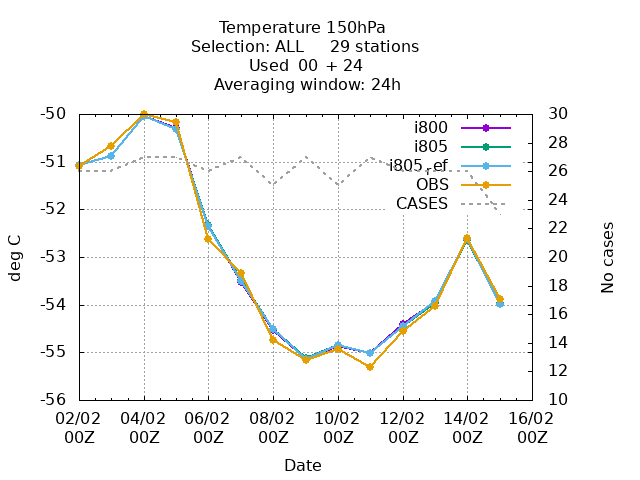 Temperature 150hPa
Selection: ALL 29 stations
Used 00 + 24
Averaging window: 24h
-50
-51
-52
-53
-54
-55
-56
deg C
30
28
26
24
22
20
18
16
14
12
10
No cases
i800
i805
i805_ef
OBS
CASES
02/02 04/02 06/02 08/02 10/02 12/02 14/02 16/02
00Z 00Z 00Z 00Z 00Z 00Z 00Z 00Z
Date